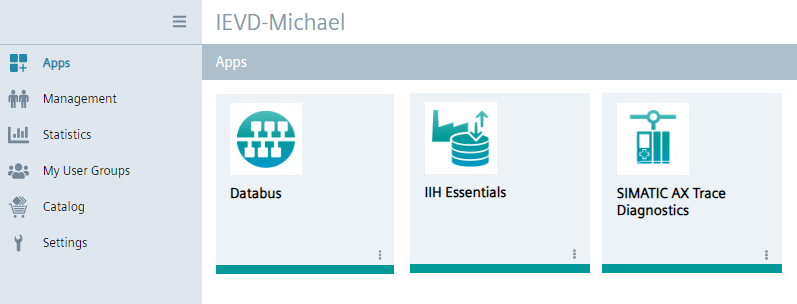 IEVD-Michael
Apps
Apps
Management
Statistics
My User Groups
Catalog
Settings
Databus
IIH Essentials
SIMATIC AX Trace
Diagnostics